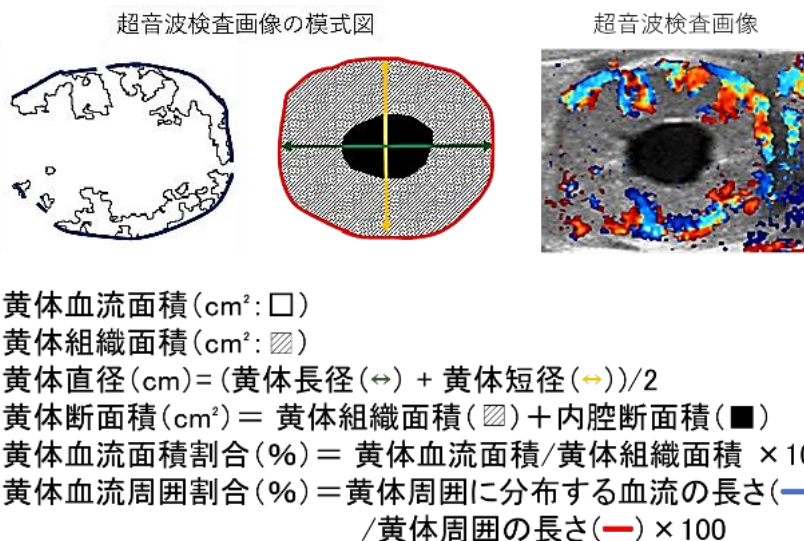 超音波検査画像の模式図
超音波検査画像
黄体血流面積(cm²:□)
黄体組織面積(cm²:▨)
黄体直径(cm)=(黄体長径(↔) + 黄体短径(↔))/2
黄体断面積(cm²)= 黄体組織面積(▨)+内腔断面積(■)
黄体血流面積割合(%)= 黄体血流面積/黄体組織面積 ×10
黄体血流周囲割合(%)=黄体周囲に分布する血流の長さ(ー
/黄体周囲の長さ(ー)×100